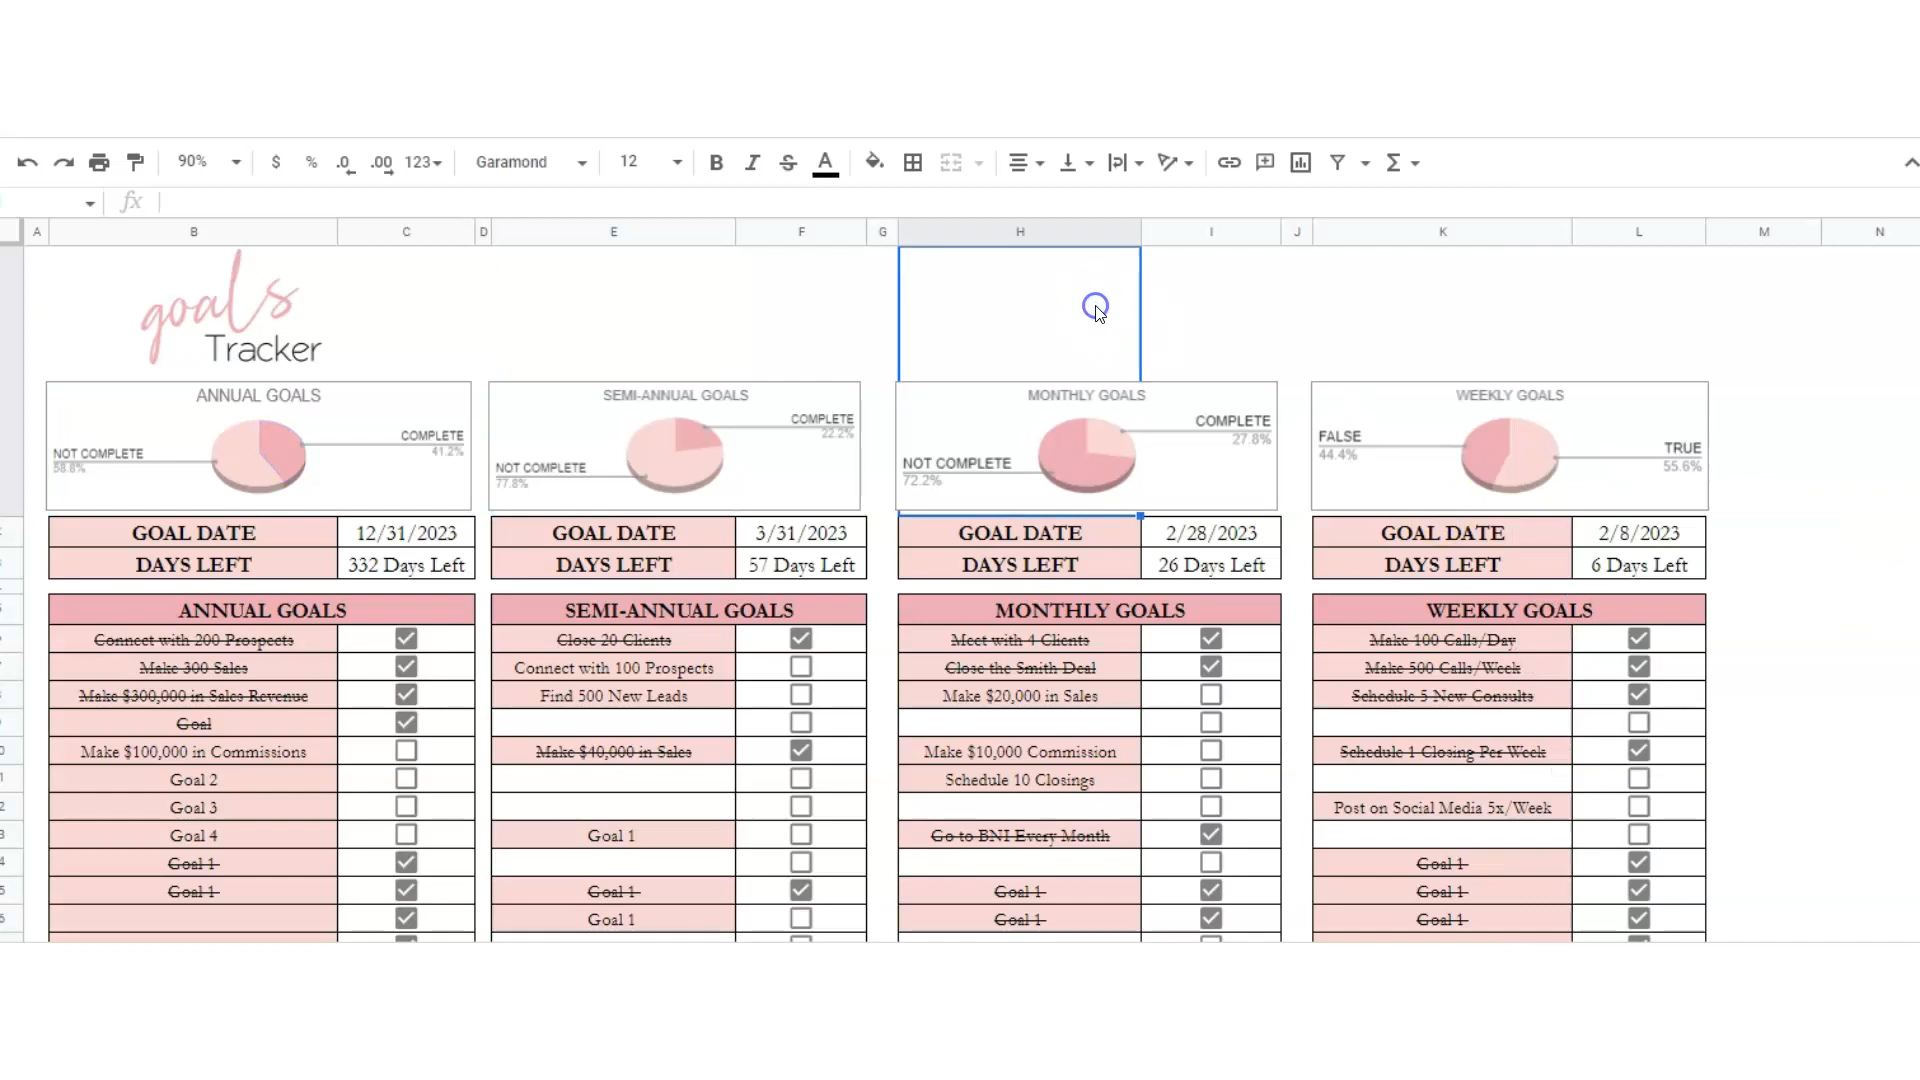 90%
$
%
.0
.00
123
Garamond
12
B
I
S
A
Σ
fx
A B C D E F G H I J K L M N
goals
Tracker
ANNUAL GOALS
COMPLETE
41.2%
NOT COMPLETE
58.8%
SEMI-ANNUAL GOALS
COMPLETE
22.2%
NOT COMPLETE
77.8%
MONTHLY GOALS
COMPLETE
27.8%
NOT COMPLETE
72.2%
WEEKLY GOALS
FALSE
44.4%
TRUE
55.6%
GOAL DATE 12/31/2023 GOAL DATE 3/31/2023 GOAL DATE 2/28/2023 GOAL DATE 2/8/2023
DAYS LEFT 332 Days Left DAYS LEFT 57 Days Left DAYS LEFT 26 Days Left DAYS LEFT 6 Days Left
ANNUAL GOALS SEMI-ANNUAL GOALS MONTHLY GOALS WEEKLY GOALS
Connect with 200 Prospects Close 20 Clients Meet with 4 Clients Make 100 Calls/Day
Make 300 Sales Connect with 100 Prospects Close the Smith Deal Make 500 Calls/Week
Make $300,000 in Sales Revenue Find 500 New Leads Make $20,000 in Sales Schedule 5 New Consults
Goal
Make $100,000 in Commissions Make $40,000 in Sales Make $10,000 Commission Schedule 1 Closing Per Week
Goal 2 Schedule 10 Closings
Goal 3 Post on Social Media 5x/Week
Goal 4 Goal 1 Go to BNI Every Month
Goal 1 Goal 1
Goal 1 Goal 1 Goal 1 Goal 1
Goal 1 Goal 1 Goal 1